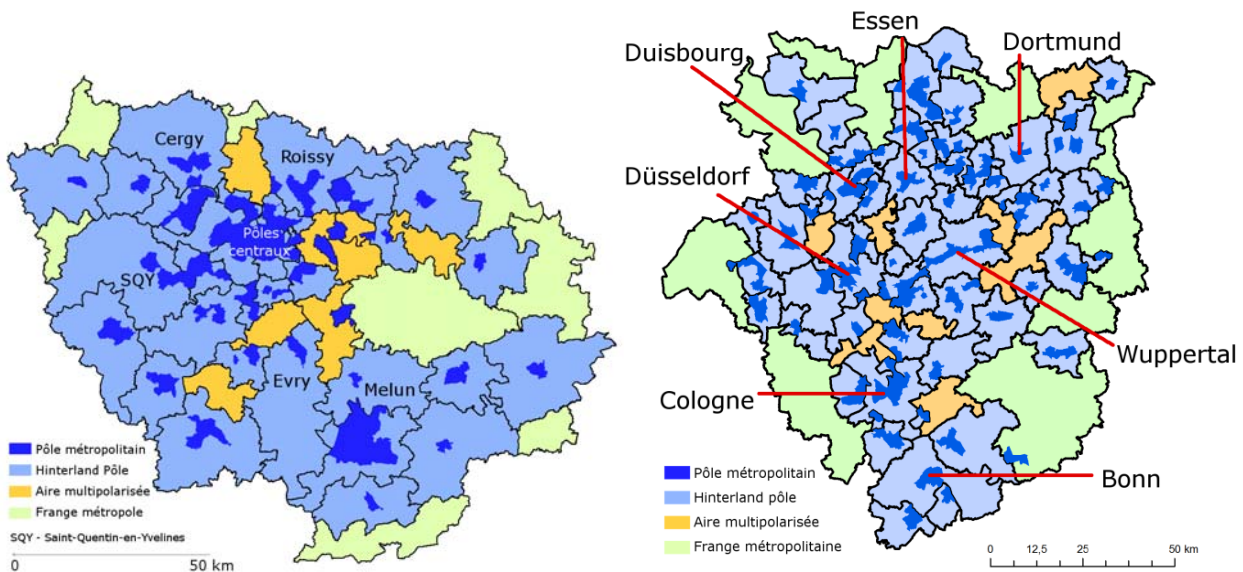 Cergy
Roissy
Pôles
centraux
SQY
Evry
Melun
Pôle métropolitain
Hinterland Pôle
Aire multipolarisée
Frange métropole
SQY - Saint-Quentin-en-Yvelines
0 50 km
Essen
Duisbourg
Dortmund
Düsseldorf
Wuppertal
Cologne
Bonn
Pôle métropolitain
Hinterland pôle
Aire multipolarisée
Frange métropolitaine
0 12,5 25 50 km